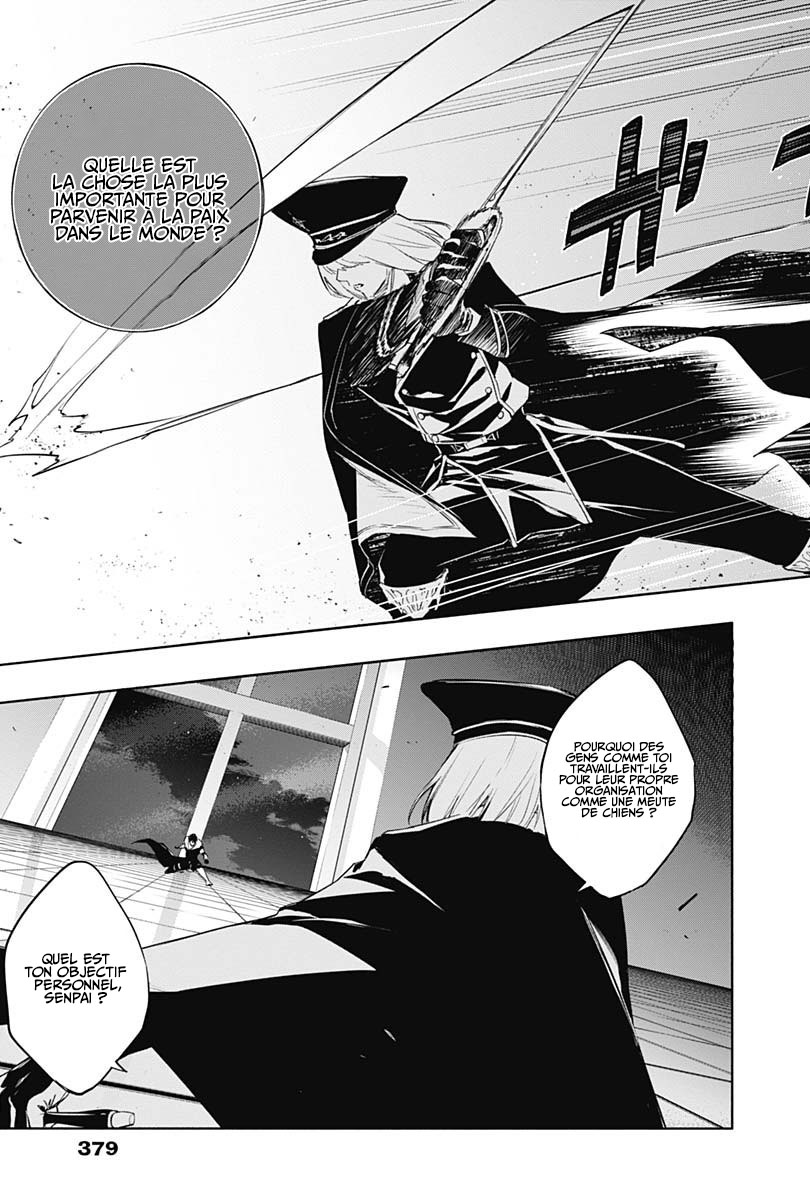 QUELLE EST
LA CHOSE LA PLUS
IMPORTANTE POUR
PARVENIR À LA PAIX
DANS LE MONDE ?
POURQUOI DES
GENS COMME TOI
TRAVAILLENT-ILS
POUR LEUR PROPRE
ORGANISATION
COMME UNE MEUTE
DE CHIENS ?
QUEL EST
TON OBJECTIF
PERSONNEL,
SENPAI ?
379